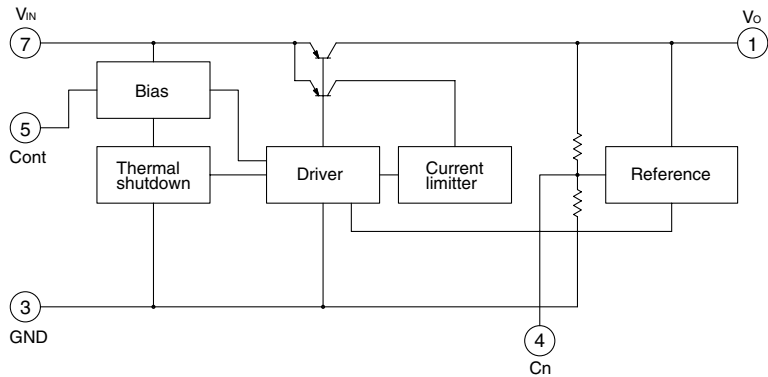 VIN
7
VO
1
Bias
5
Cont
Thermal
shutdown
Driver
Current
limitter
Reference
3
GND
4
Cn